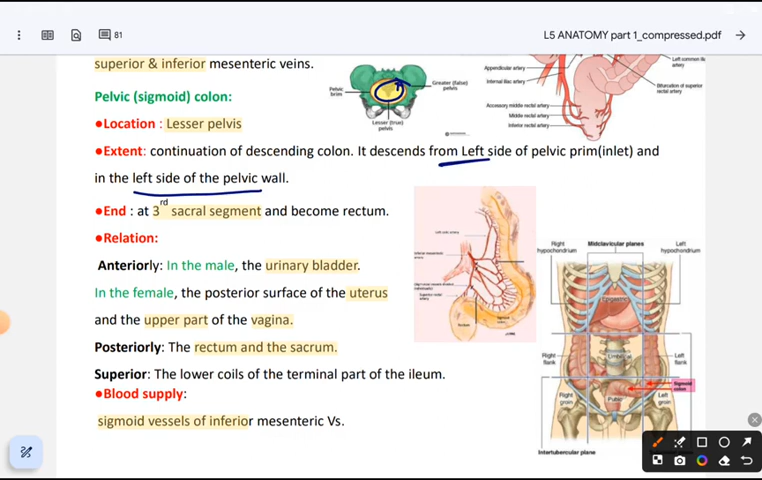 81
L5 ANATOMY part 1_compressed.pdf
superior & inferior mesenteric veins.
Pelvic (sigmoid) colon:
●Location : Lesser pelvis
●Extent: continuation of descending colon. It descends from Left side of pelvic prim(inlet) and
in the left side of the pelvic wall.
●End : at 3rd sacral segment and become rectum.
●Relation:
Anteriorly: In the male, the urinary bladder.
In the female, the posterior surface of the uterus
and the upper part of the vagina.
Posteriorly: The rectum and the sacrum.
Superior: The lower coils of the terminal part of the ileum.
●Blood supply:
sigmoid vessels of inferior mesenteric Vs.
Pelvic
brim
Greater (false)
pelvis
Lesser (true)
pelvis
Appendicular artery
Internal iliac artery
Accessory middle rectal artery
Middle rectal artery
Inferior rectal artery
Left common iliac
artery
Bifurcation of superior
rectal artery
Left colic artery
Rectum
Right
hypochondrium
Midclavicular planes
Left
hypochondrium
Epigastric
Right
flank
Umbilical
Left
flank
Sigmoid
colon
Right
groin
Pubic
Left
groin
Intertubercular plane